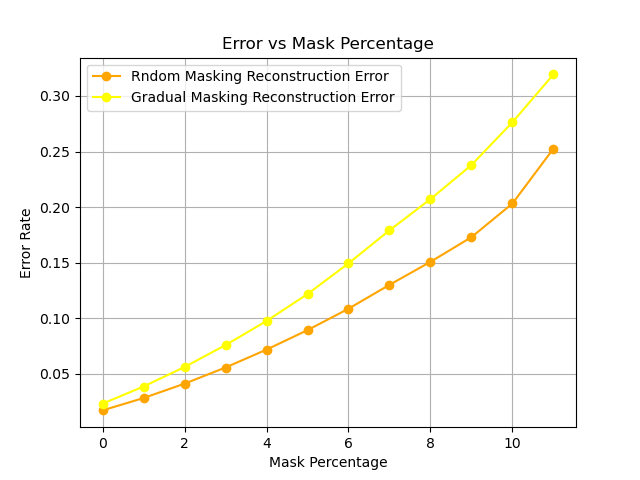 Error vs Mask Percentage
Rndom Masking Reconstruction Error
Gradual Masking Reconstruction Error
Error Rate
0.30
0.25
0.20
0.15
0.10
0.05
0 2 4 6 8 10
Mask Percentage